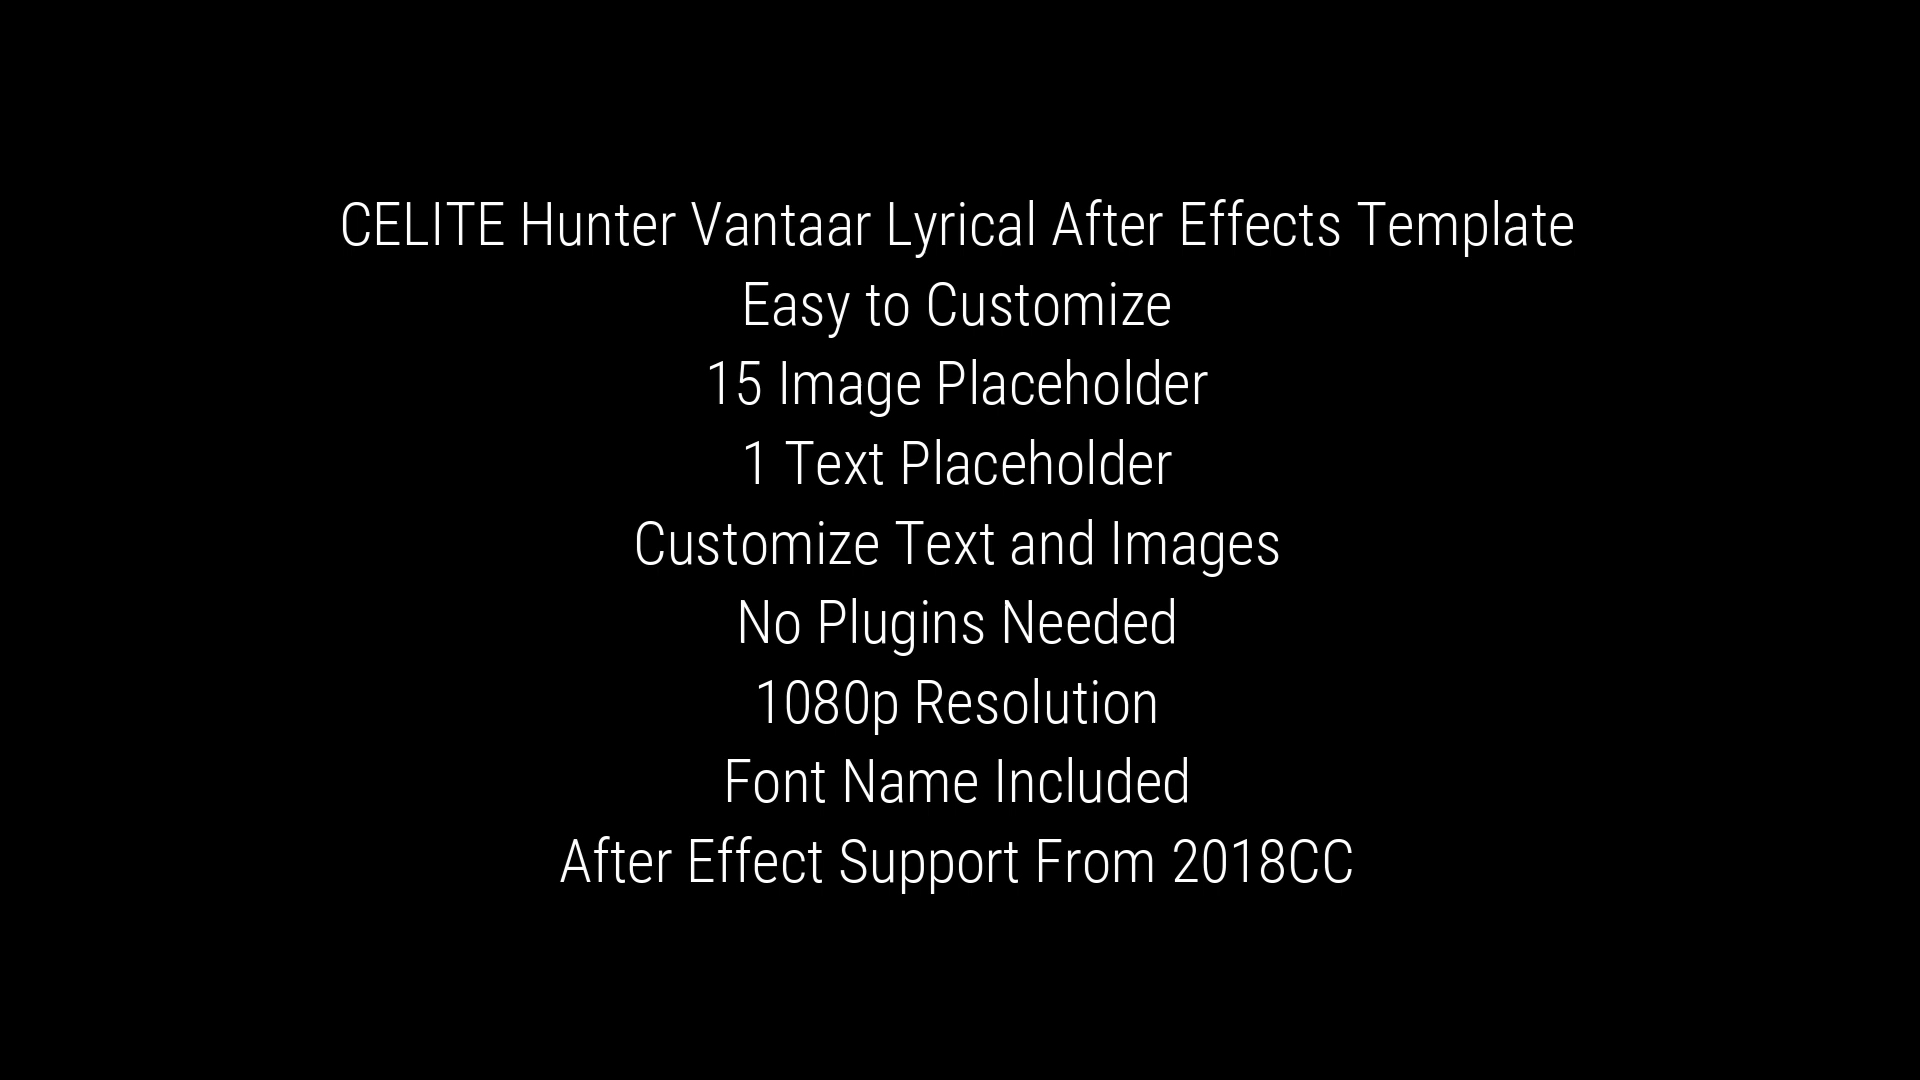 CELITE Hunter Vantaar Lyrical After Effects Template
Easy to Customize
15 Image Placeholder
1 Text Placeholder
Customize Text and Images
No Plugins Needed
1080p Resolution
Font Name Included
After Effect Support From 2018CC